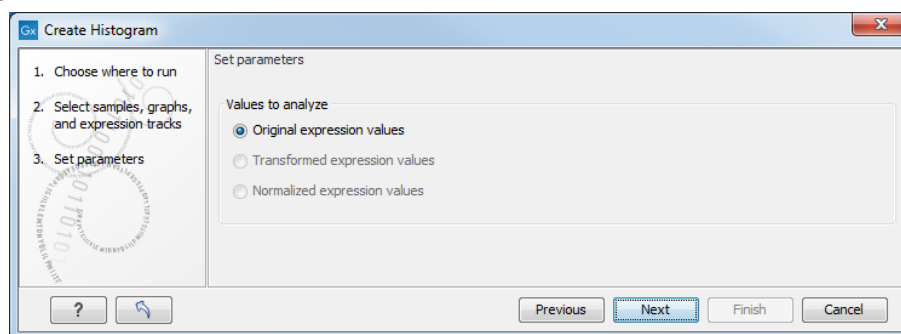 Gx Create Histogram
1. Choose where to run
2. Select samples, graphs,
and expression tracks
3. Set parameters
Set parameters
Values to analyze
Original expression values
Transformed expression values
Normalized expression values
?
Previous
Next
Finish
Cancel